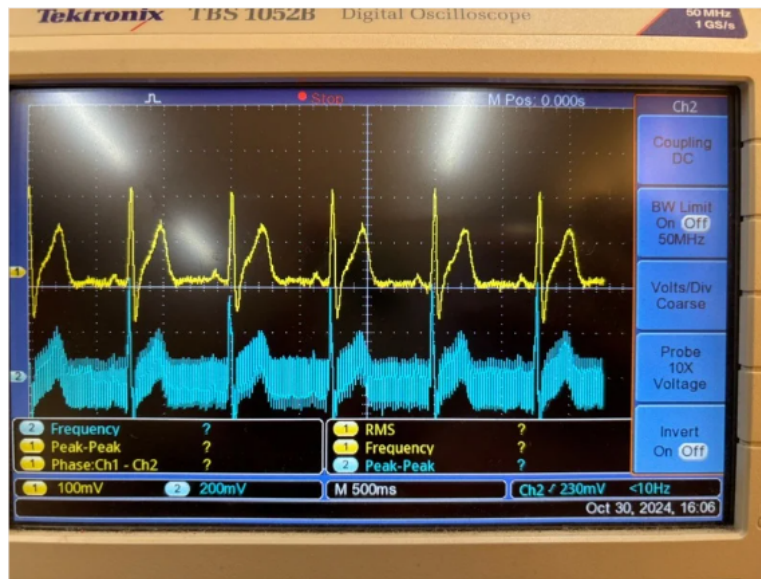 Tektronix TBS 1052B Digital Oscilloscope
50 MHz
1 GS/s
Stop
M Pos: 0.000s
Ch2
Coupling
DC
BW Limit
On Off
50MHz
Volts/Div
Coarse
Probe
10X
Voltage
Invert
On Off
1
2
2 Frequency ?
1 Peak-Peak ?
1 Phase:Ch1 - Ch2 ?
1 RMS ?
1 Frequency ?
2 Peak-Peak ?
1 100mV 2 200mV M 500ms Ch2 230mV <10Hz
Oct 30, 2024, 16:06